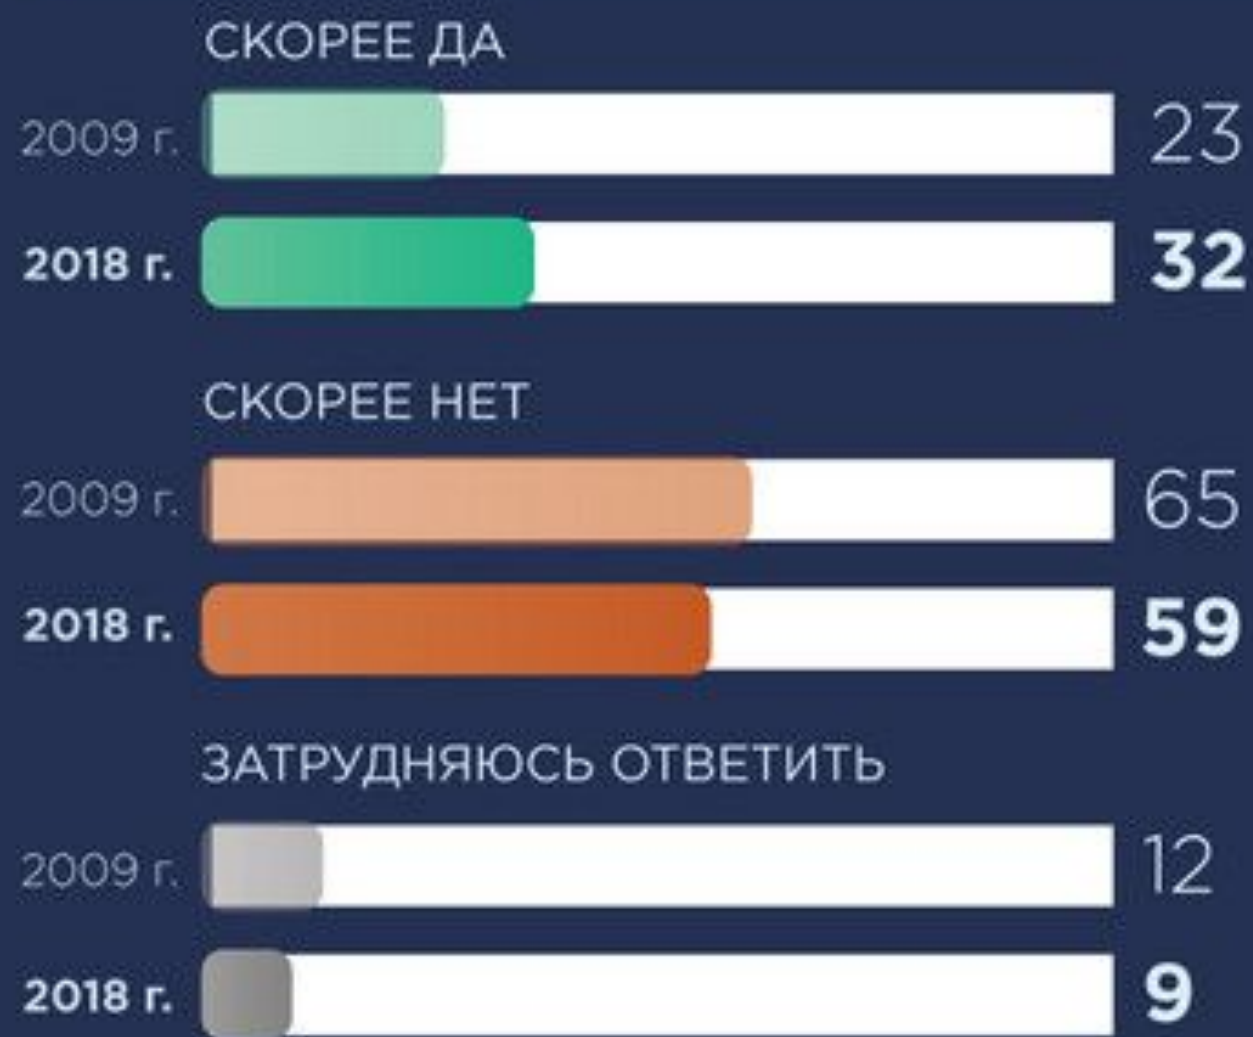 СКОРЕЕ ДА
2009 г. 23
2018 г. 32
СКОРЕЕ НЕТ
2009 г. 65
2018 г. 59
ЗАТРУДНЯЮСЬ ОТВЕТИТЬ
2009 г. 12
2018 г. 9